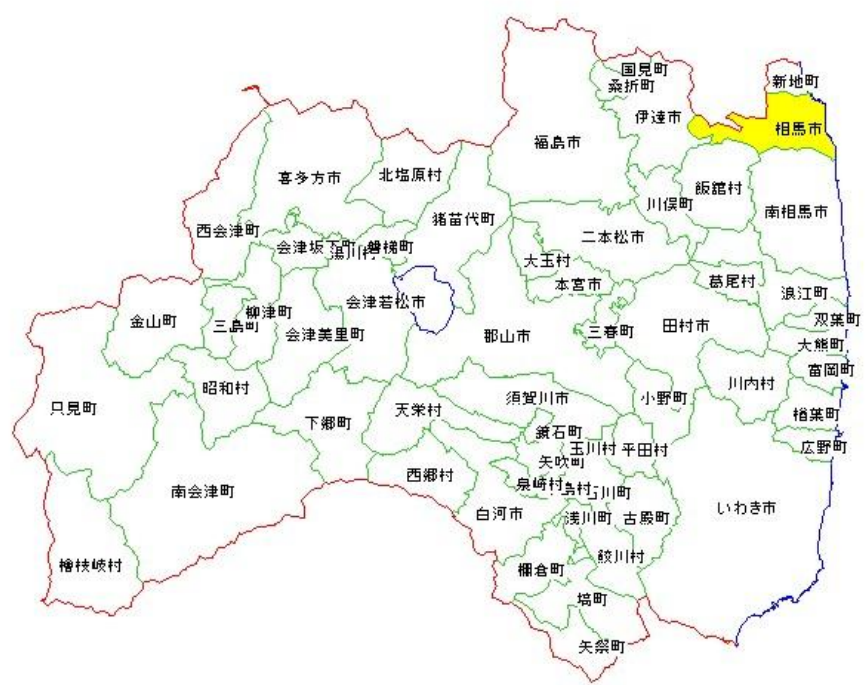 国見町
桑折町
新地町
伊達市
相馬市
福島市
喜多方市
北塩原村
飯舘村
川俣町
猪苗代町
南相馬市
西会津町
二本松市
会津坂下町
湯川村
磐梯町
大玉村
葛尾村
本宮市
浪江町
会津若松市
柳津町
双葉町
金山町
三島町
会津美里町
郡山市
三春町
田村市
大熊町
富岡町
昭和村
川内村
只見町
下郷町
天栄村
須賀川市
小野町
楢葉町
鏡石町
玉川村
平田村
広野町
矢吹町
西郷村
泉崎村
島村
川町
南会津町
白河市
浅川町
古殿町
いわき市
鮫川村
檜枝岐村
棚倉町
塙町
矢祭町